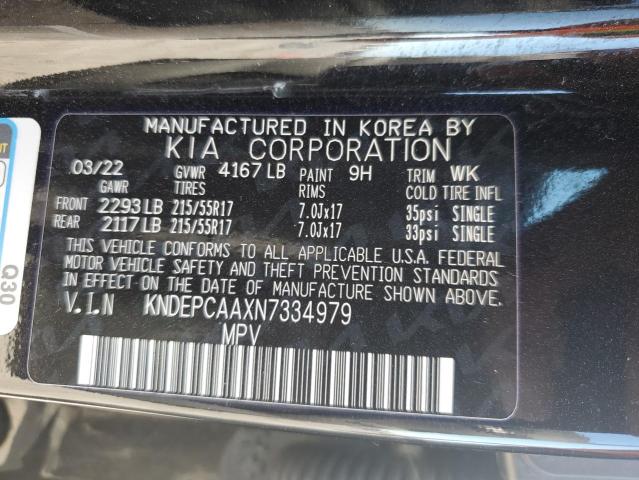 MANUFACTURED IN KOREA BY
KIA CORPORATION
03/22 GVWR 4167 LB PAINT 9H TRIM WK
GAWR TIRES RIMS COLD TIRE INFL
FRONT 2293 LB 215/55R17 7.0Jx17 35psi SINGLE
REAR 2117 LB 215/55R17 7.0Jx17 33psi SINGLE
THIS VEHICLE CONFORMS TO ALL APPLICABLE U.S.A. FEDERAL
MOTOR VEHICLE SAFETY AND THEFT PREVENTION STANDARDS
IN EFFECT ON THE DATE OF MANUFACTURE SHOWN ABOVE.
V.I.N KNDEPCAAXN7334979
MPV
Q30